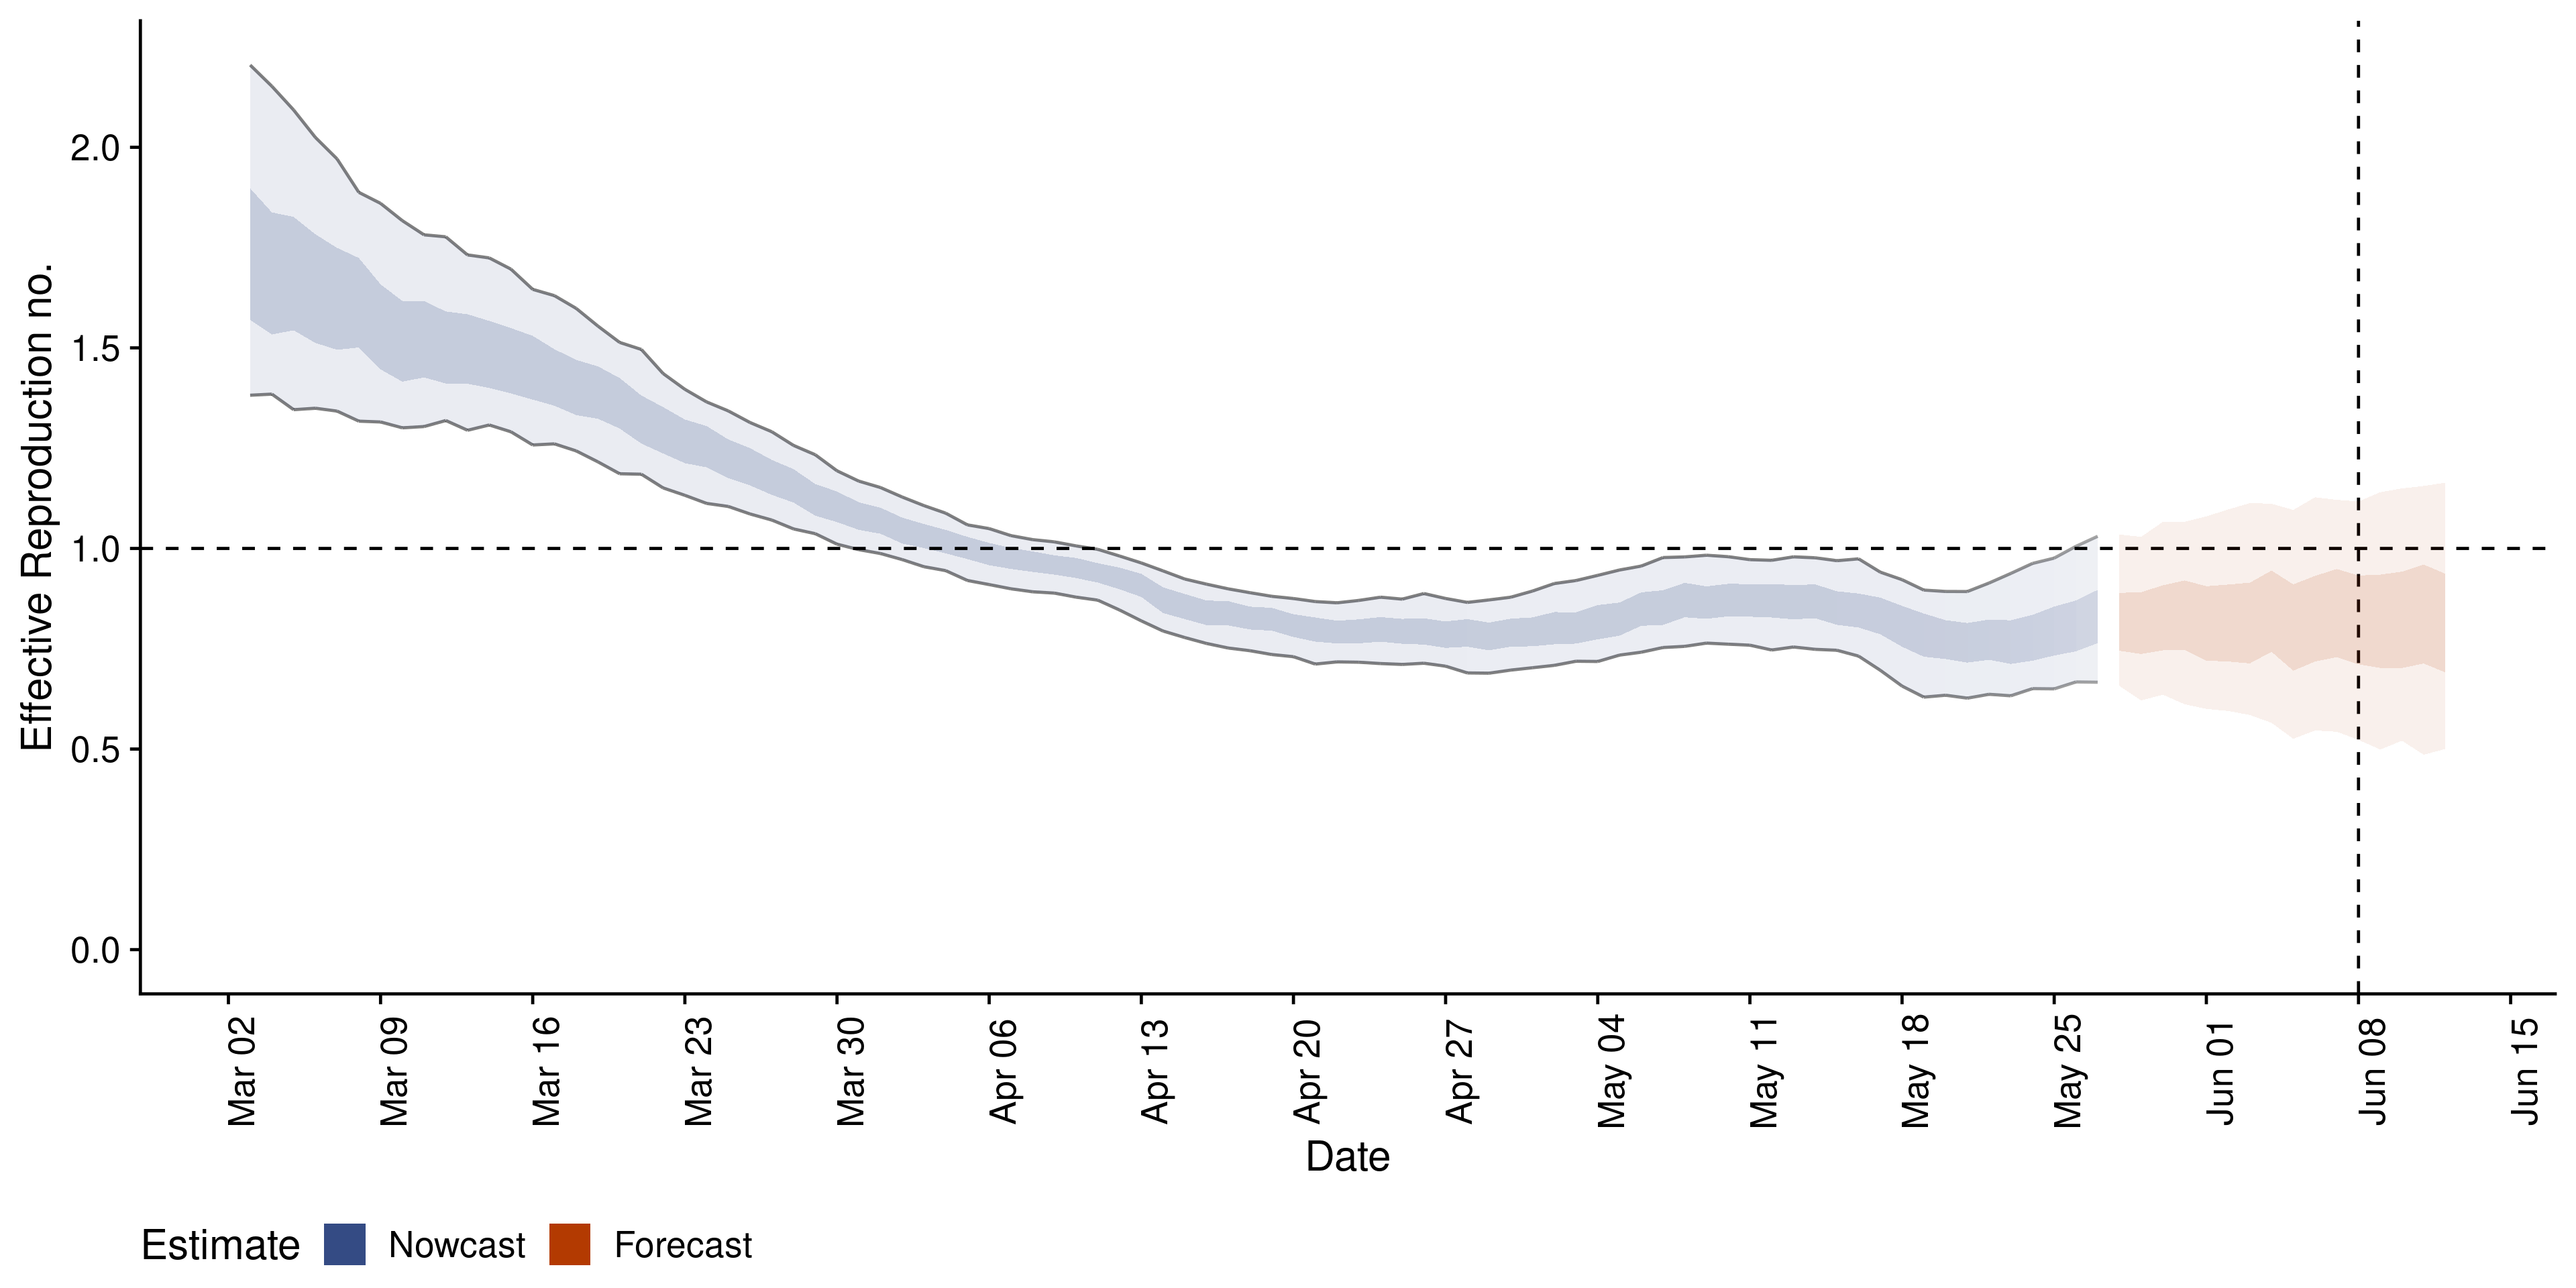 Effective Reproduction no.
2.0
1.5
1.0
0.5
0.0
Mar 02
Mar 09
Mar 16
Mar 23
Mar 30
Apr 06
Apr 13
Apr 20
Apr 27
May 04
May 11
May 18
May 25
Jun 01
Jun 08
Jun 15
Date
Estimate Nowcast Forecast